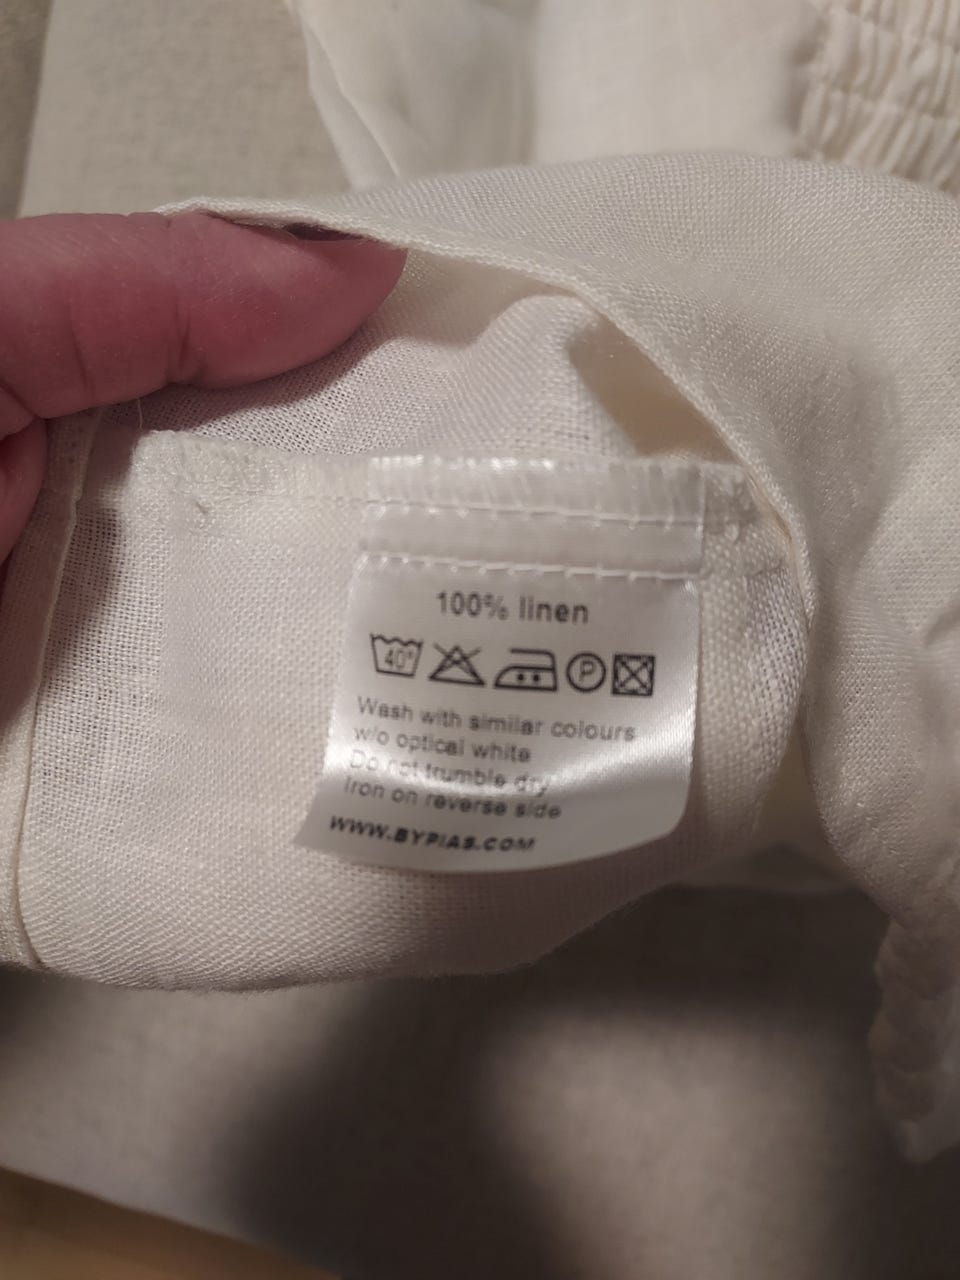 100% linen
40° P
Wash with similar colours
w/o optical white
Do not trumble dry
Iron on reverse side
WWW.BYPIAS.COM